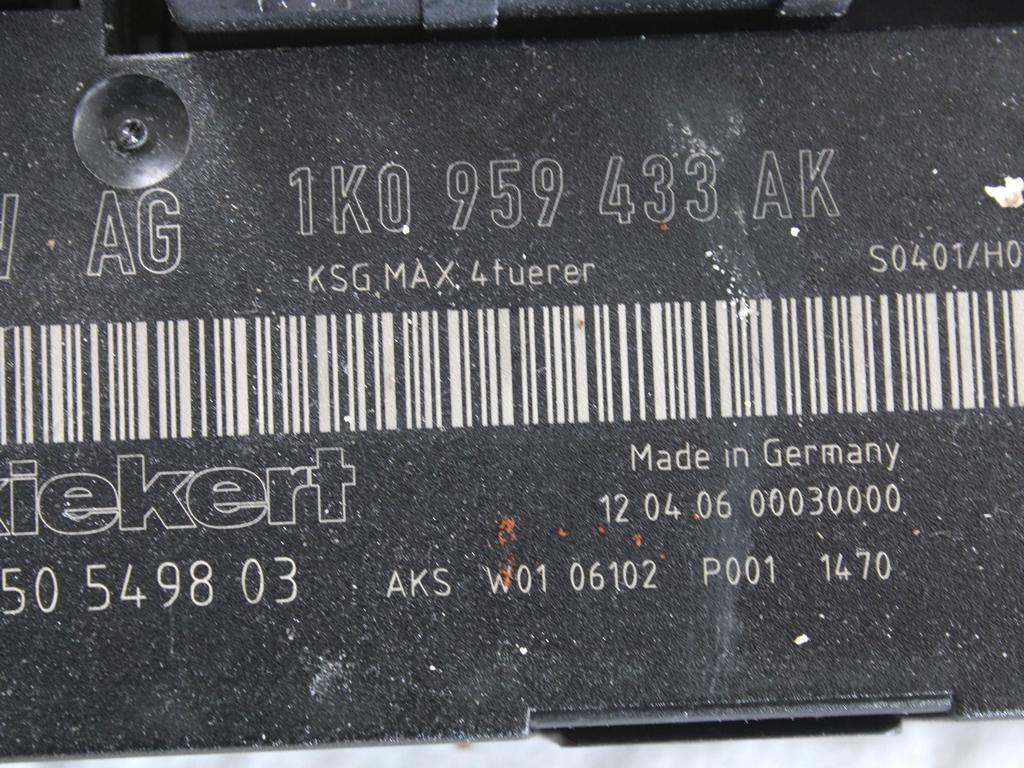 AG 1K0 959 433 AK
KSG MAX 4tuerer S0401/H0
kiekert
Made in Germany
12 04 06 00030000
50 5498 03 AKS W01 06102 P001 1470